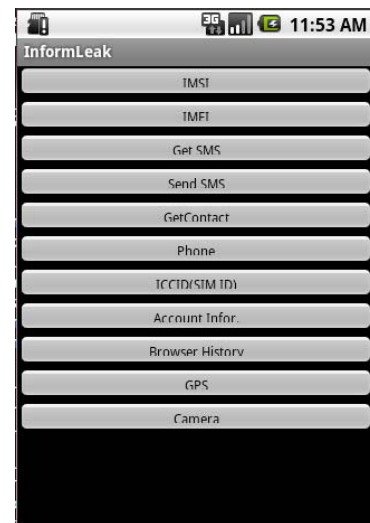 3G 11:53 AM
InformLeak
IMSI
IMEI
Get SMS
Send SMS
GetContact
Phone
ICCID(SIM ID)
Account Infor.
Browser History
GPS
Camera